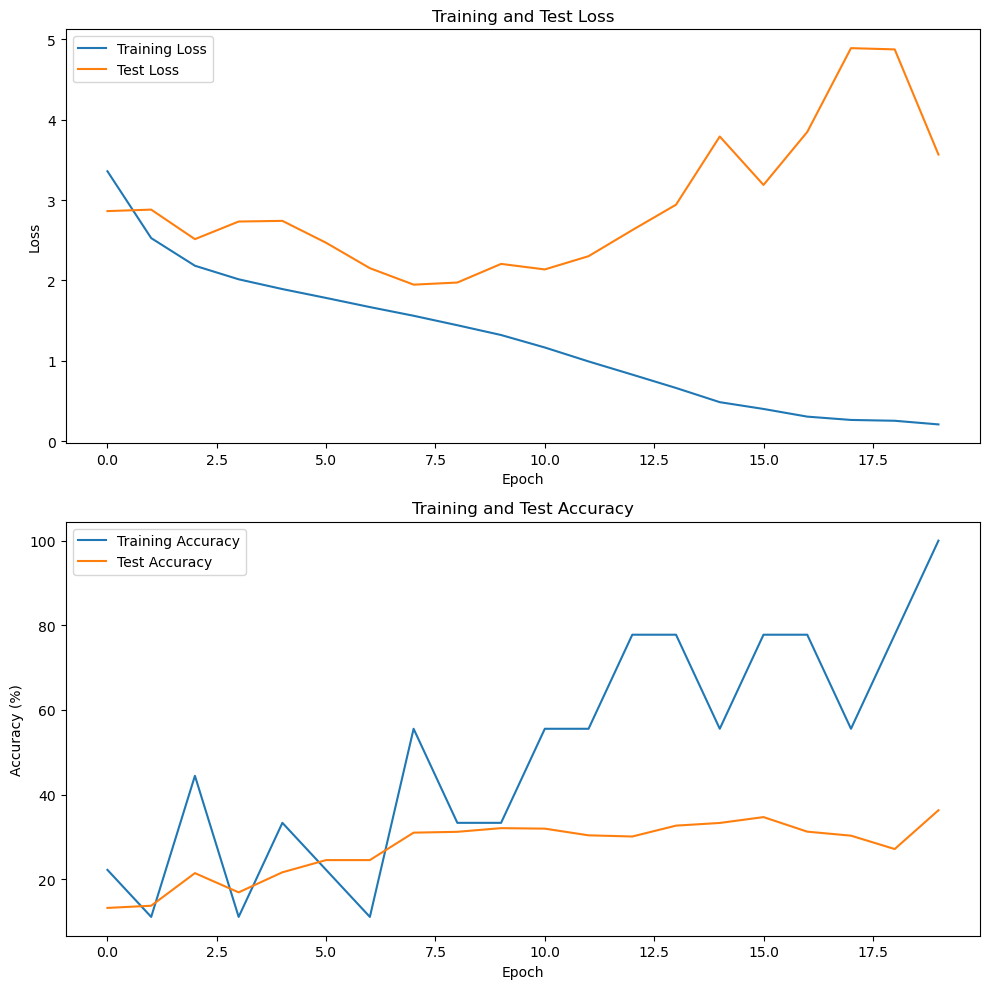 Training and Test Loss
Training Loss
Test Loss
5
4
3
2
1
0
Loss
0.0 2.5 5.0 7.5 10.0 12.5 15.0 17.5
Epoch
Training and Test Accuracy
Training Accuracy
Test Accuracy
100
80
60
40
20
Accuracy (%)
0.0 2.5 5.0 7.5 10.0 12.5 15.0 17.5
Epoch